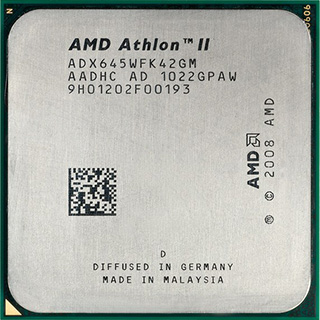 AMD Athlon™ II
ADX645WFK42GM
AADHC AD 1022GPAW
9H01202F00193
AMD
© 2008 AMD
D
DIFFUSED IN GERMANY
MADE IN MALAYSIA